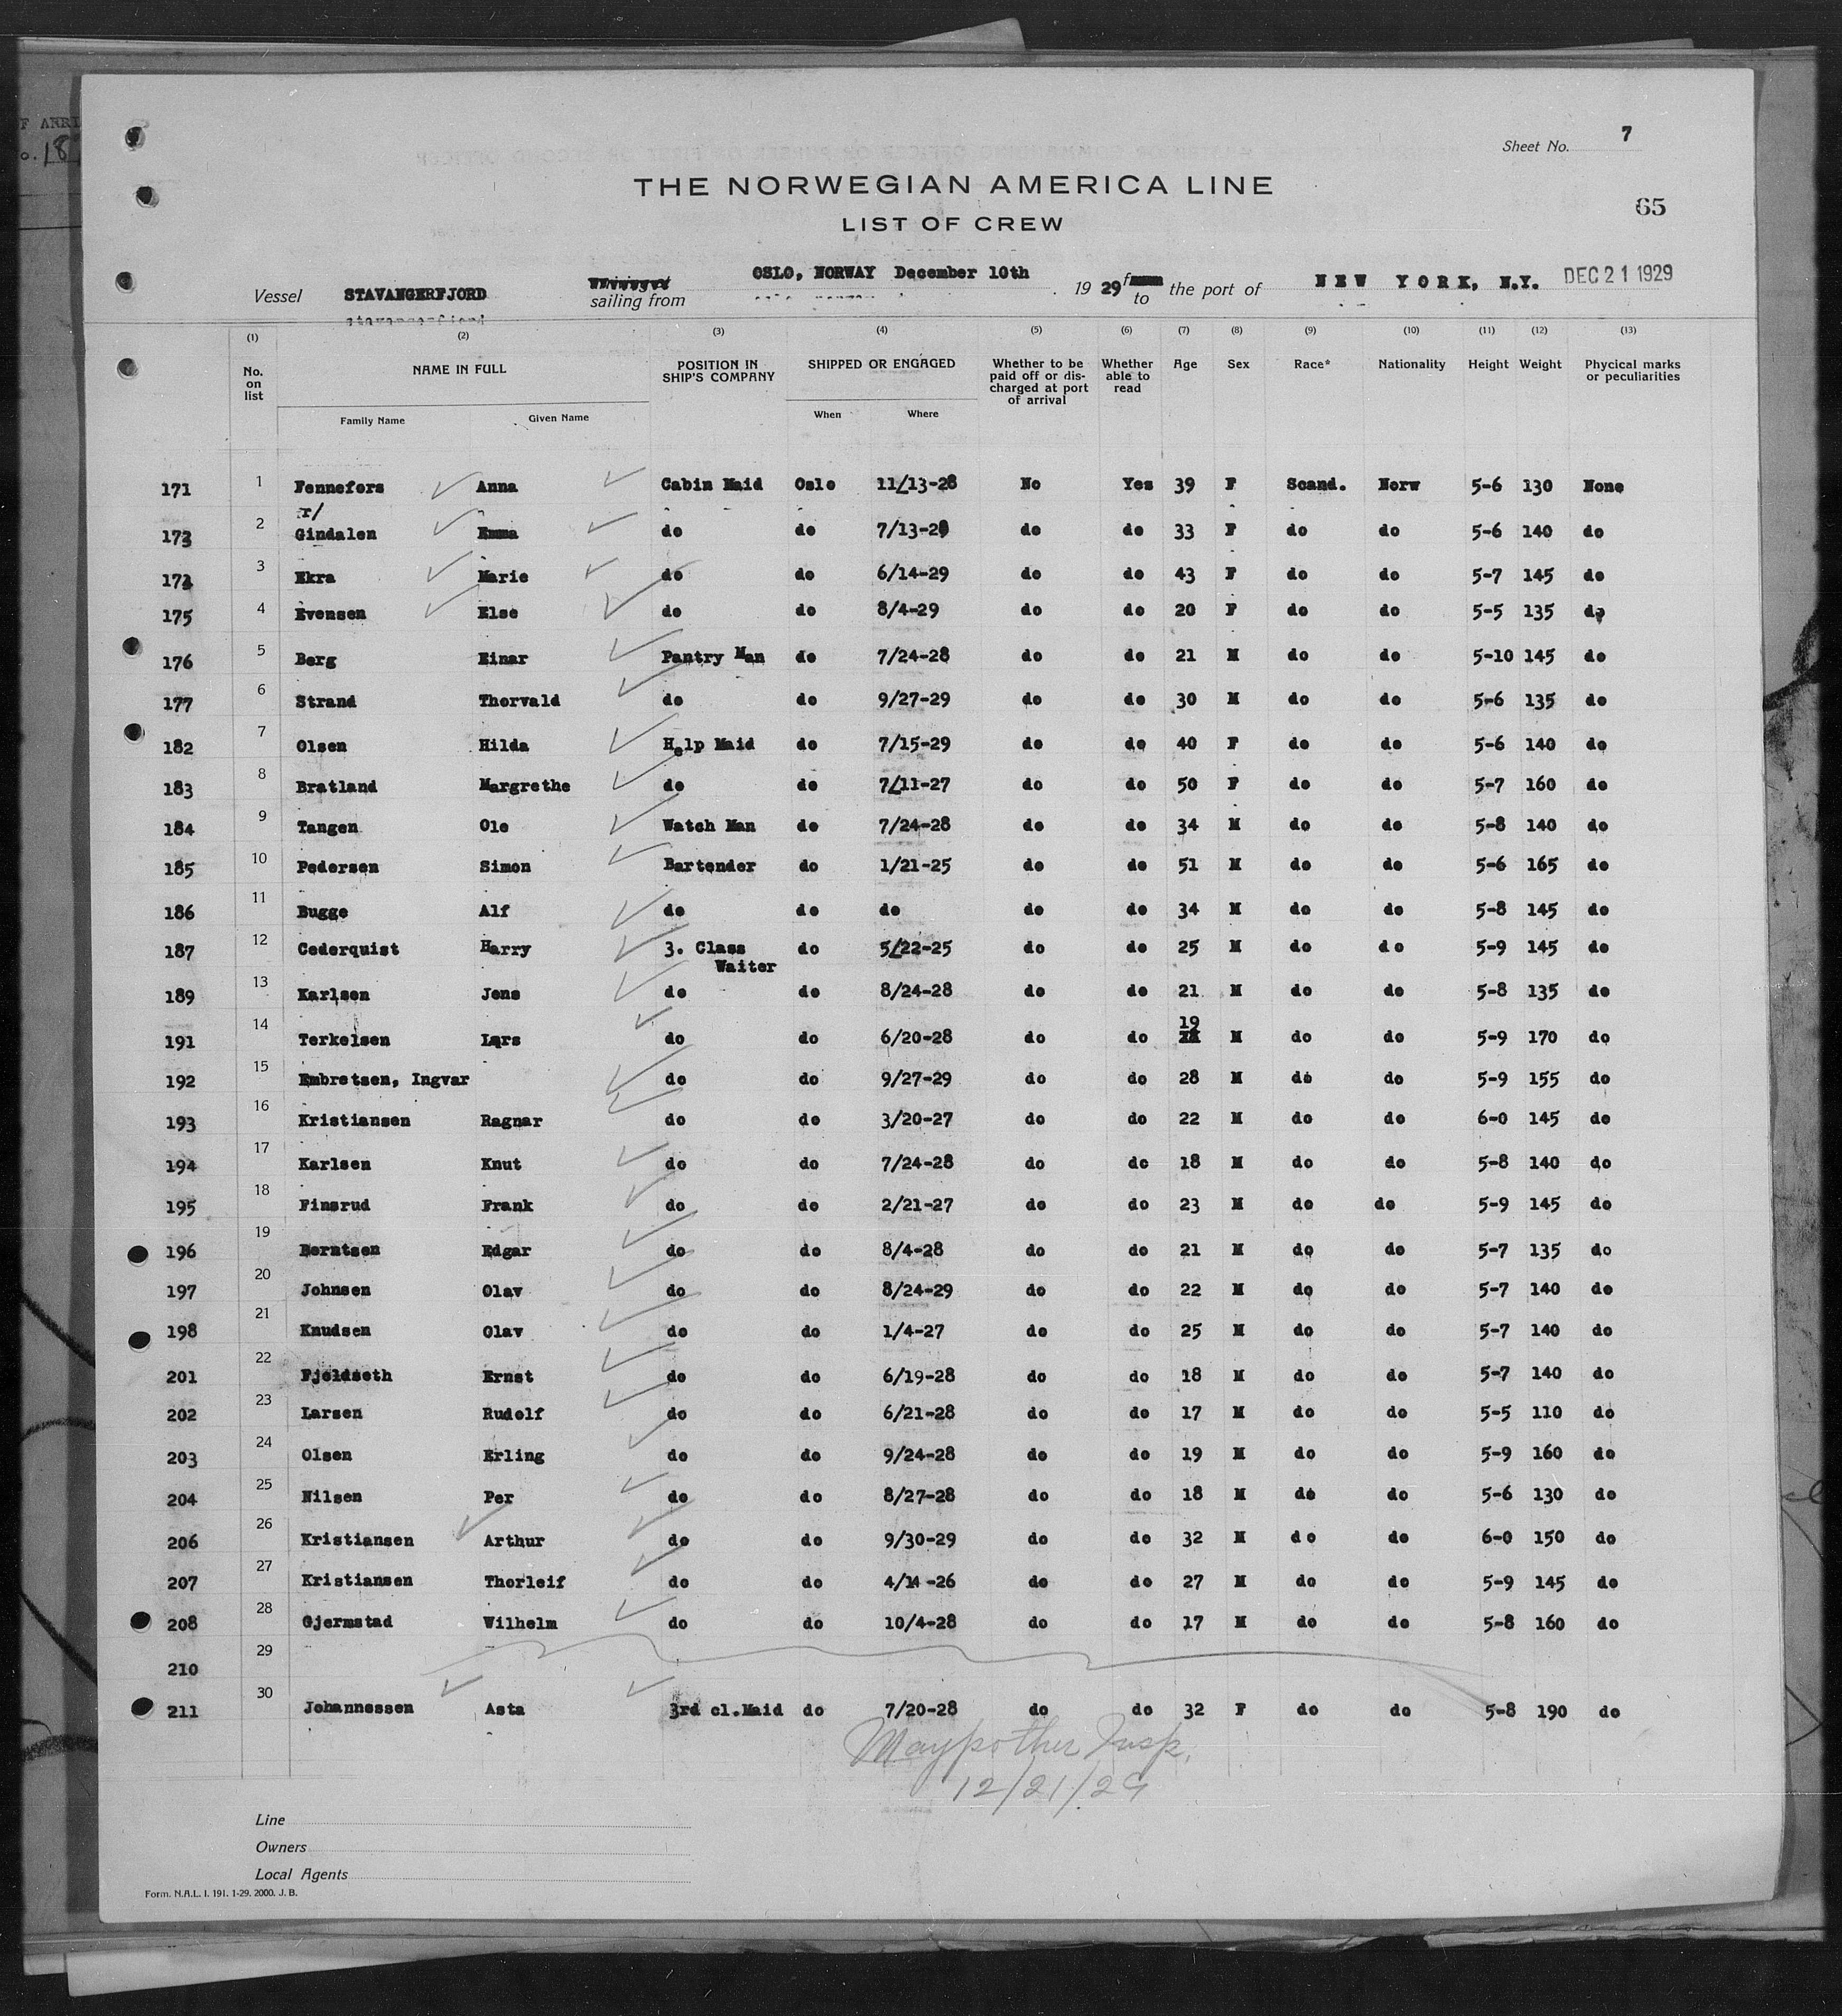 F ARRI
o. 18
Sheet No. 7
THE NORWEGIAN AMERICA LINE
65
LIST OF CREW
Vessel STAVANGERFJORD sailing from OSLO, NORWAY December 10th 1929 to the port of NEW YORK, N.Y. DEC 21 1929
(1) (2) (3) (4) (5) (6) (7) (8) (9) (10) (11) (12) (13)
No. on list NAME IN FULL POSITION IN SHIP'S COMPANY SHIPPED OR ENGAGED Whether to be paid off or discharged at port of arrival Whether able to read Age Sex Race* Nationality Height Weight Phycical marks or peculiarities
Family Name Given Name When Where
171 1 Fennefors Anna Cabin Maid Oslo 11/13-28 No Yes 39 F Scand. Norw 5-6 130 None
r/
173 2 Gindalen Emma do do 7/13-28 do do 33 F do do 5-6 140 do
174 3 Ekra Marie do do 6/14-29 do do 43 F do do 5-7 145 do
175 4 Evensen Else do do 8/4-29 do do 20 F do do 5-5 135 do
176 5 Berg Einar Pantry Man do 7/24-28 do do 21 M do do 5-10 145 do
177 6 Strand Thorvald do do 9/27-29 do do 30 M do do 5-6 135 do
182 7 Olsen Hilda Help Maid do 7/15-29 do do 40 F do do 5-6 140 do
183 8 Bratland Margrethe do do 7/11-27 do do 50 F do do 5-7 160 do
184 9 Tangen Ole Watch Man do 7/24-28 do do 34 M do do 5-8 140 do
185 10 Pedersen Simon Bartender do 1/21-25 do do 51 M do do 5-6 165 do
186 11 Bugge Alf do do do do do 34 M do do 5-8 145 do
187 12 Cederquist Harry 3. Class Waiter do 5/22-25 do do 25 M do do 5-9 145 do
189 13 Karlsen Jens do do 8/24-28 do do 21 M do do 5-8 135 do
191 14 Terkelsen Lars do do 6/20-28 do do 19 M do do 5-9 170 do
192 15 Embretsen, Ingvar do do 9/27-29 do do 28 M do do 5-9 155 do
193 16 Kristiansen Ragnar do do 3/20-27 do do 22 M do do 6-0 145 do
194 17 Karlsen Knut do do 7/24-28 do do 18 M do do 5-8 140 do
195 18 Finsrud Frank do do 2/21-27 do do 23 M do do 5-9 145 do
196 19 Berntsen Edgar do do 8/4-28 do do 21 M do do 5-7 135 do
197 20 Johnsen Olav do do 8/24-29 do do 22 M do do 5-7 140 do
198 21 Knudsen Olav do do 1/4-27 do do 25 M do do 5-7 140 do
201 22 Fjeldseth Ernst do do 6/19-28 do do 18 M do do 5-7 140 do
202 23 Larsen Rudolf do do 6/21-28 do do 17 M do do 5-5 110 do
203 24 Olsen Erling do do 9/24-28 do do 19 M do do 5-9 160 do
204 25 Nilsen Per do do 8/27-28 do do 18 M do do 5-6 130 do
206 26 Kristiansen Arthur do do 9/30-29 do do 32 M do do 6-0 150 do
207 27 Kristiansen Thorleif do do 4/14-26 do do 27 M do do 5-9 145 do
208 28 Gjermstad Wilhelm do do 10/4-28 do do 17 M do do 5-8 160 do
210 29
211 30 Johannessen Asta 3rd cl.Maid do 7/20-28 do do 32 F do do 5-8 190 do
Maypother Insp.
12/21/29
Line
Owners
Local Agents
Form. N.A.L. I. 191. 1-29. 2000. J. B.